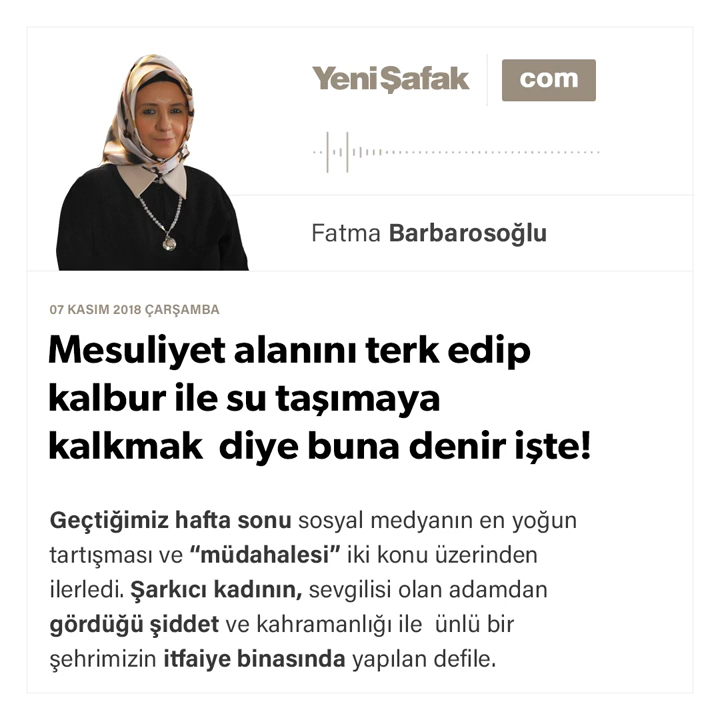 YeniŞafak com
Fatma Barbarosoğlu
07 KASIM 2018 ÇARŞAMBA
Mesuliyet alanını terk edip
kalbur ile su taşımaya
kalkmak diye buna denir işte!
Geçtiğimiz hafta sonu sosyal medyanın en yoğun
tartışması ve “müdahalesi” iki konu üzerinden
ilerledi. Şarkıcı kadının, sevgilisi olan adamdan
gördüğü şiddet ve kahramanlığı ile ünlü bir
şehrimizin itfaiye binasında yapılan defile.